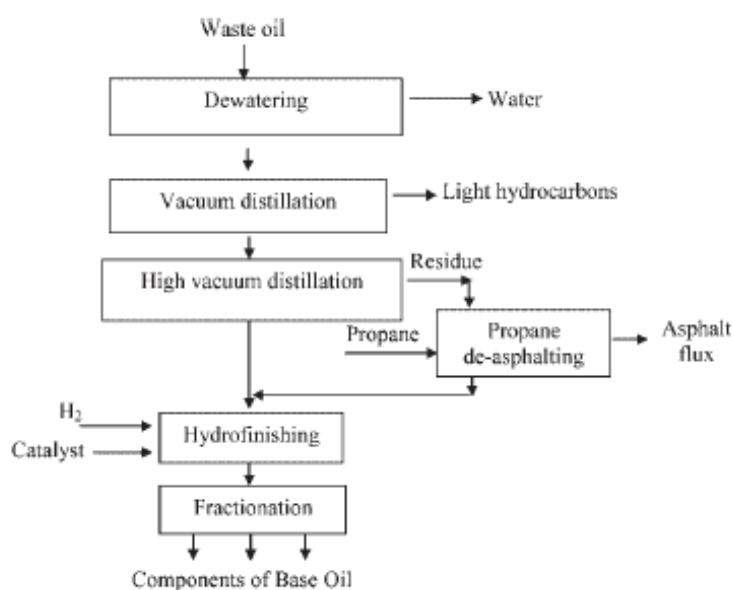 Waste oil
Dewatering
Water
Vacuum distillation
Light hydrocarbons
High vacuum distillation
Residue
Propane
Propane
de-asphalting
Asphalt
flux
H₂
Catalyst
Hydrofinishing
Fractionation
Components of Base Oil